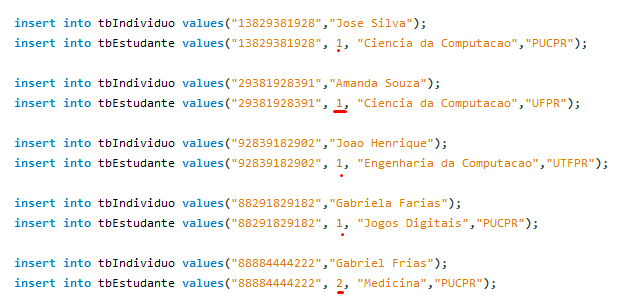 insert into tbIndividuo values("13829381928","Jose Silva");
insert into tbEstudante values("13829381928", 1, "Ciencia da Computacao","PUCPR");
insert into tbIndividuo values("29381928391","Amanda Souza");
insert into tbEstudante values("29381928391", 1, "Ciencia da Computacao","UFPR");
insert into tbIndividuo values("92839182902","Joao Henrique");
insert into tbEstudante values("92839182902", 1, "Engenharia da Computacao","UTFPR");
insert into tbIndividuo values("88291829182","Gabriela Farias");
insert into tbEstudante values("88291829182", 1, "Jogos Digitais","PUCPR");
insert into tbIndividuo values("88884444222","Gabriel Frias");
insert into tbEstudante values("88884444222", 2, "Medicina","PUCPR");